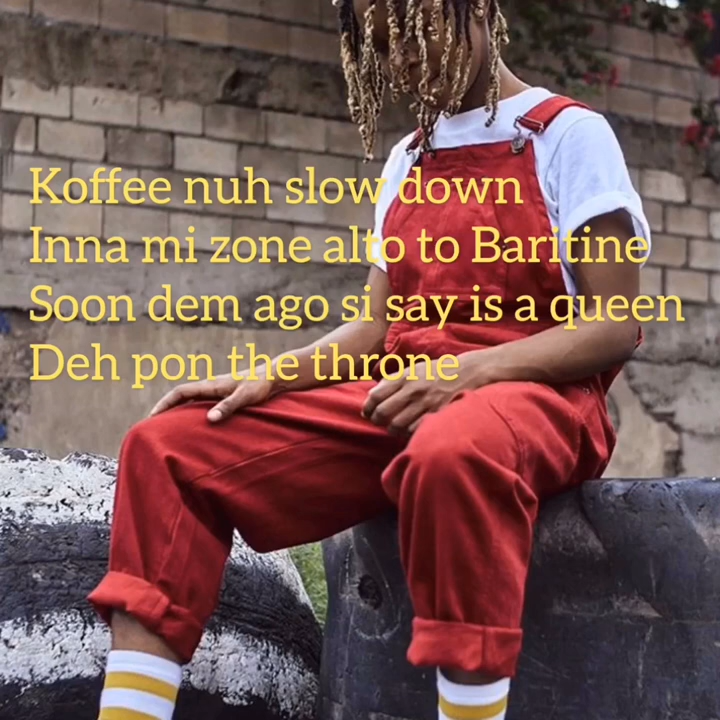 Koffee nuh slow down
Inna mi zone alto to Baritine
Soon dem ago si say is a queen
Deh pon the throne